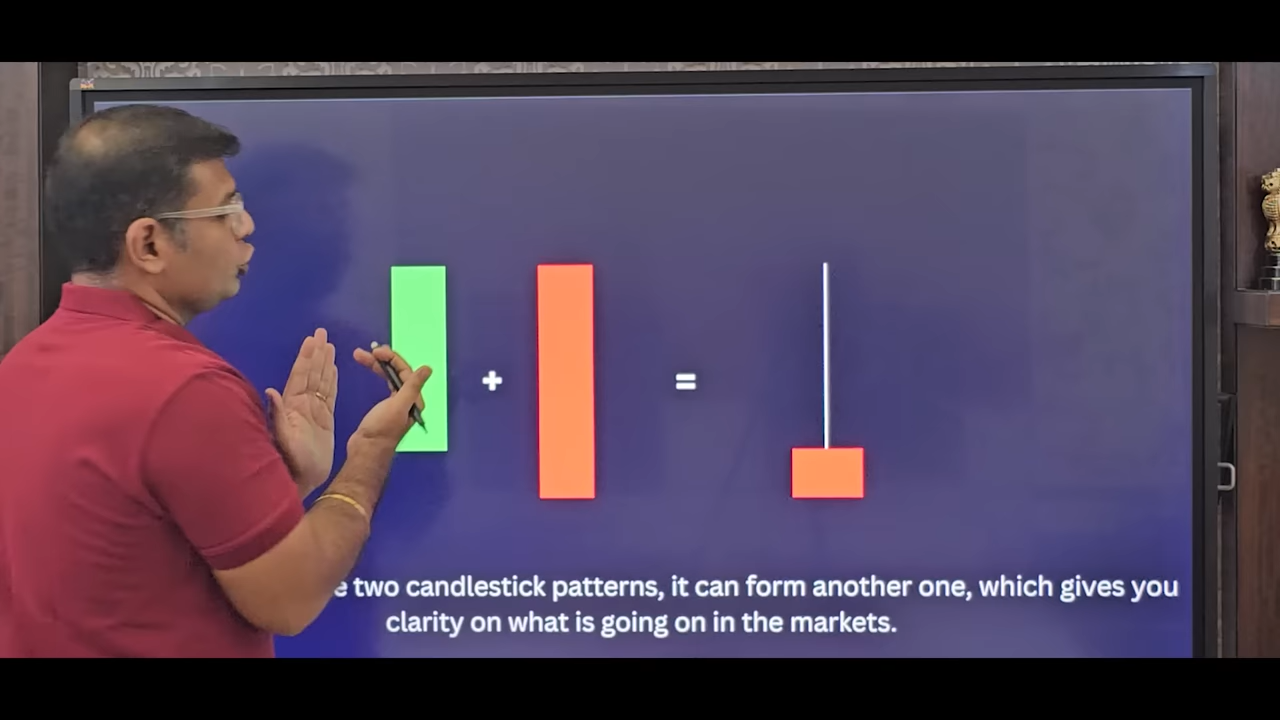 + =
two candlestick patterns, it can form another one, which gives you
clarity on what is going on in the markets.